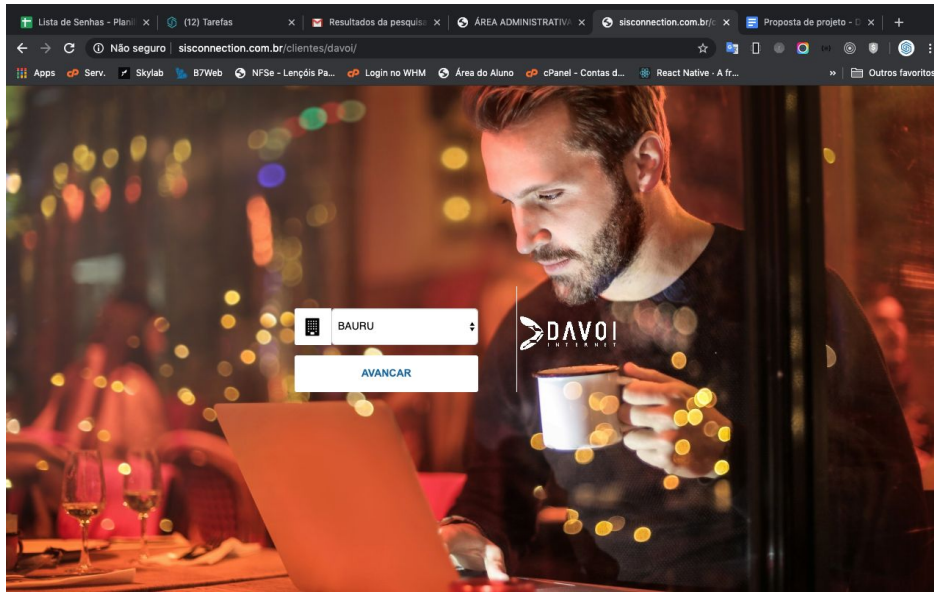 Lista de Senhas - Plani
(12) Tarefas
Resultados da pesquisa
ÁREA ADMINISTRATIVA
sisconnection.com.br/c
Proposta de projeto - D
Não seguro | sisconnection.com.br/clientes/davoi/
Apps
Serv.
Skylab
B7Web
NFSe - Lençóis Pa...
Login no WHM
Área do Aluno
cPanel - Contas d...
React Native · A fr...
»
Outros favoritos
BAURU
AVANCAR
DAVOI
INTERNET